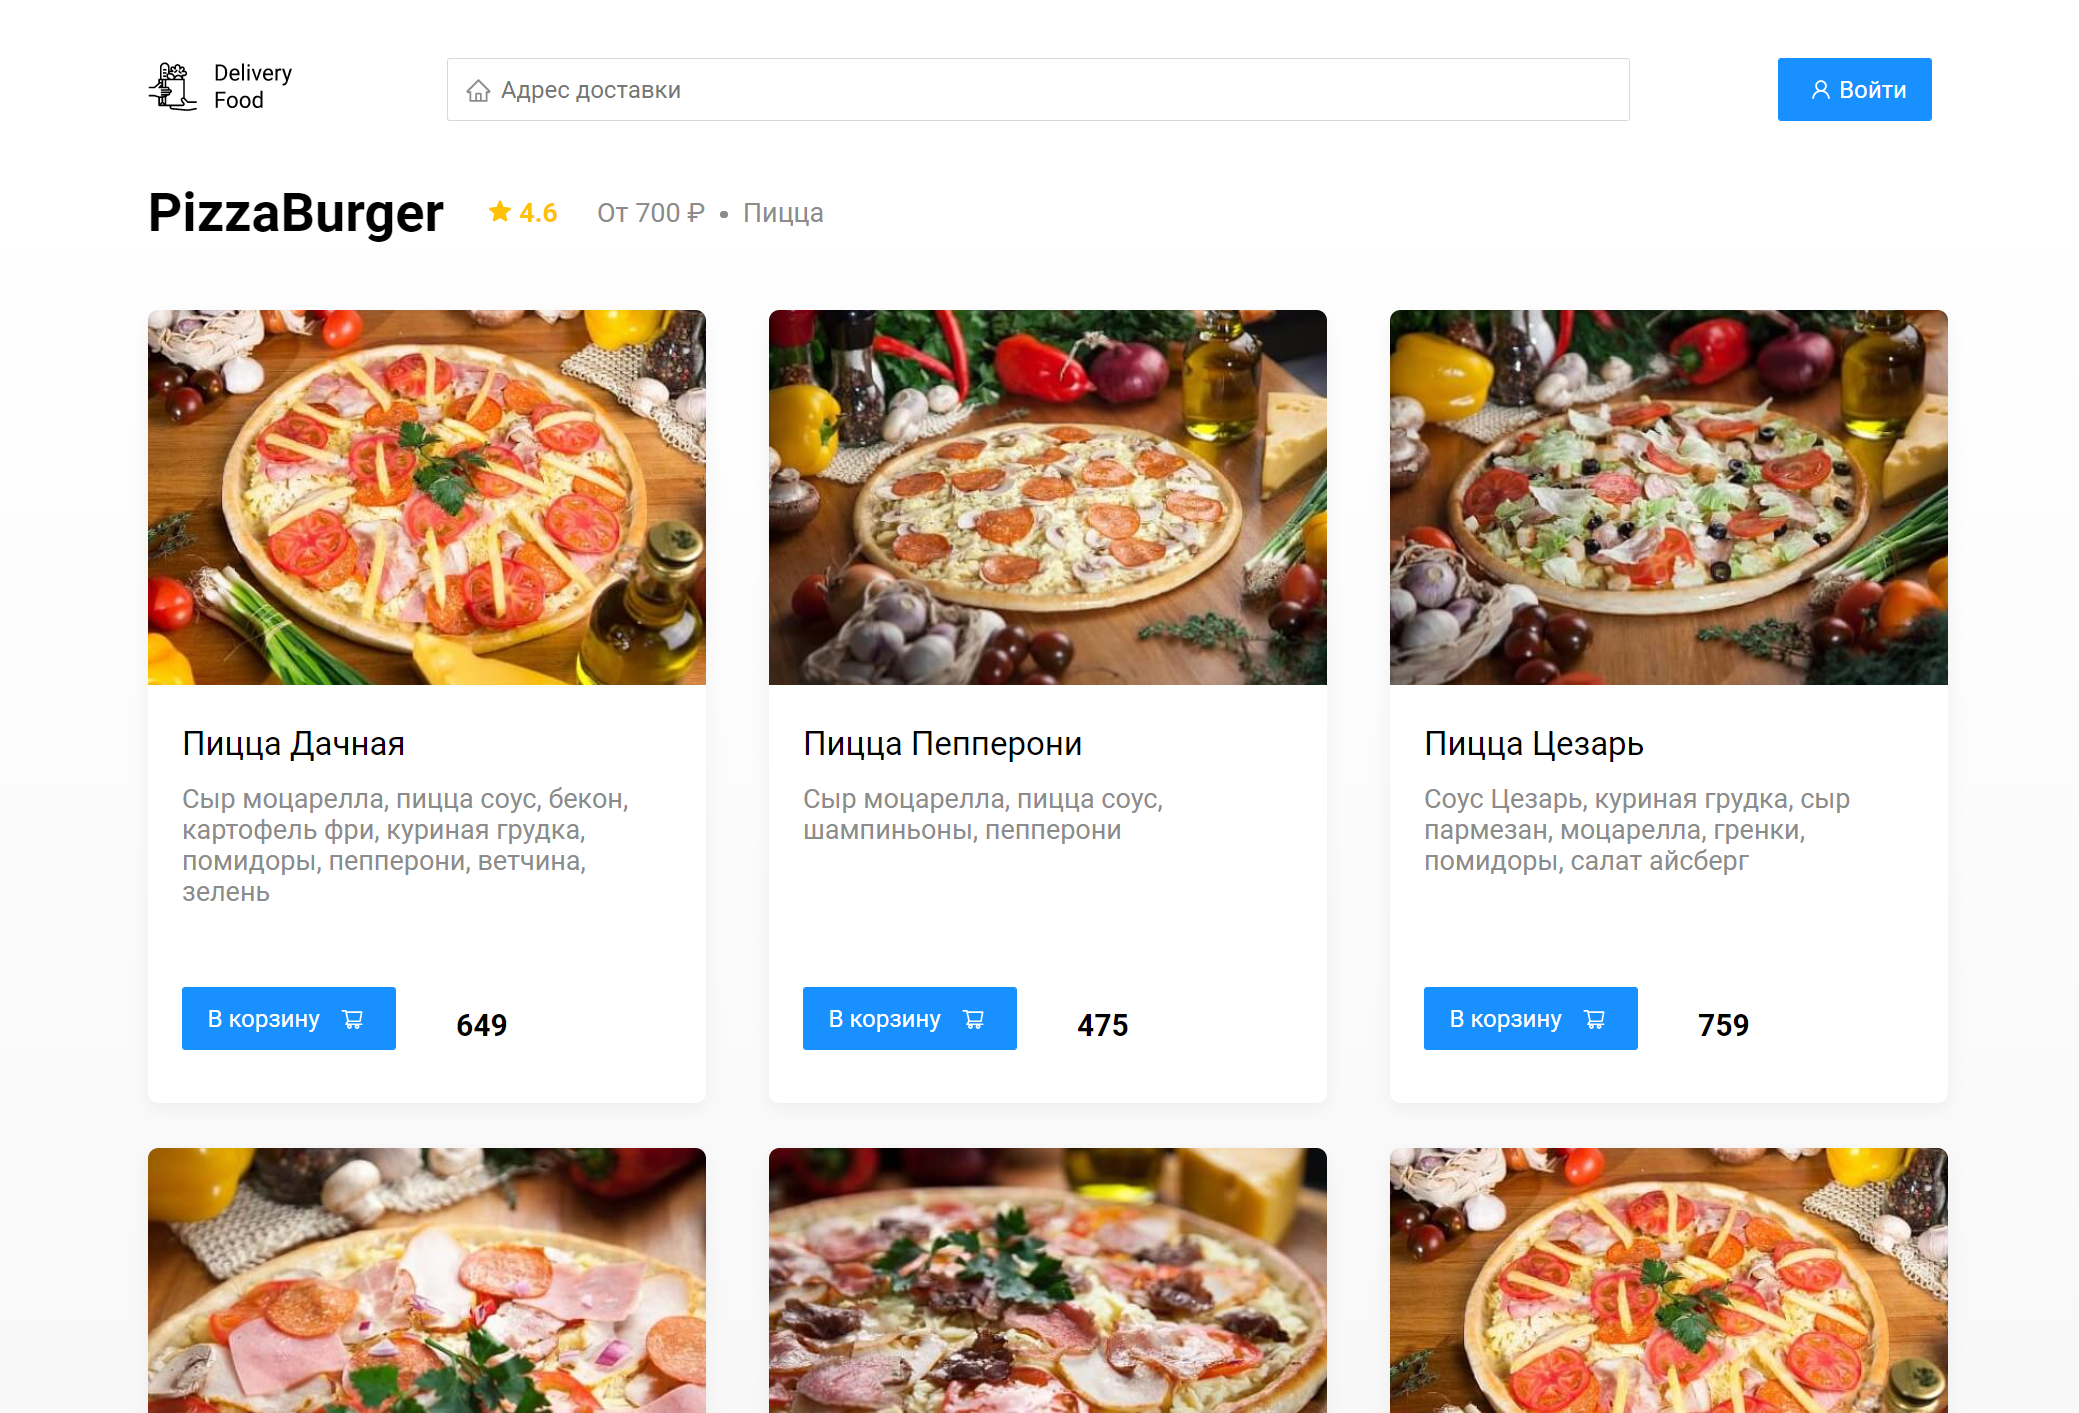 Delivery
Food
Адрес доставки
Войти
PizzaBurger
4.6
От 700 ₽ • Пицца
Пицца Дачная
Сыр моцарелла, пицца соус, бекон,
картофель фри, куриная грудка,
помидоры, пепперони, ветчина,
зелень
В корзину
649
Пицца Пепперони
Сыр моцарелла, пицца соус,
шампиньоны, пепперони
В корзину
475
Пицца Цезарь
Соус Цезарь, куриная грудка, сыр
пармезан, моцарелла, гренки,
помидоры, салат айсберг
В корзину
759